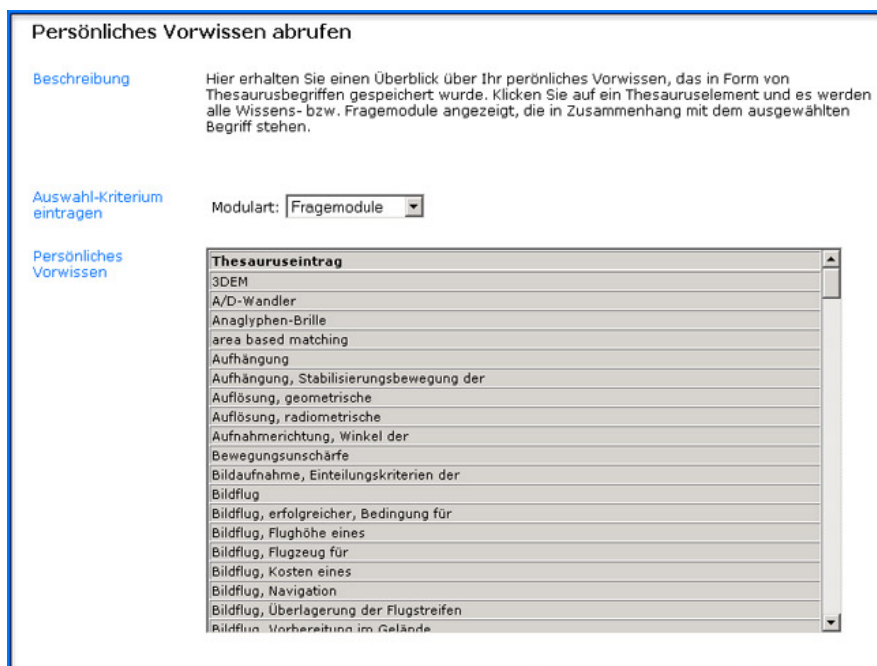 Persönliches Vorwissen abrufen
Beschreibung
Hier erhalten Sie einen Überblick über Ihr perönliches Vorwissen, das in Form von
Thesaurusbegriffen gespeichert wurde. Klicken Sie auf ein Thesauruselement und es werden
alle Wissens- bzw. Fragemodule angezeigt, die in Zusammenhang mit dem ausgewählten
Begriff stehen.
Auswahl-Kriterium
eintragen
Modulart: Fragemodule
Persönliches
Vorwissen
Thesauruseintrag
3DEM
A/D-Wandler
Anaglyphen-Brille
area based matching
Aufhängung
Aufhängung, Stabilisierungsbewegung der
Auflösung, geometrische
Auflösung, radiometrische
Aufnahmerichtung, Winkel der
Bewegungsunschärfe
Bildaufnahme, Einteilungskriterien der
Bildflug
Bildflug, erfolgreicher, Bedingung für
Bildflug, Flughöhe eines
Bildflug, Flugzeug für
Bildflug, Kosten eines
Bildflug, Navigation
Bildflug, Überlagerung der Flugstreifen
Bildflug, Vorbereitung im Gelände